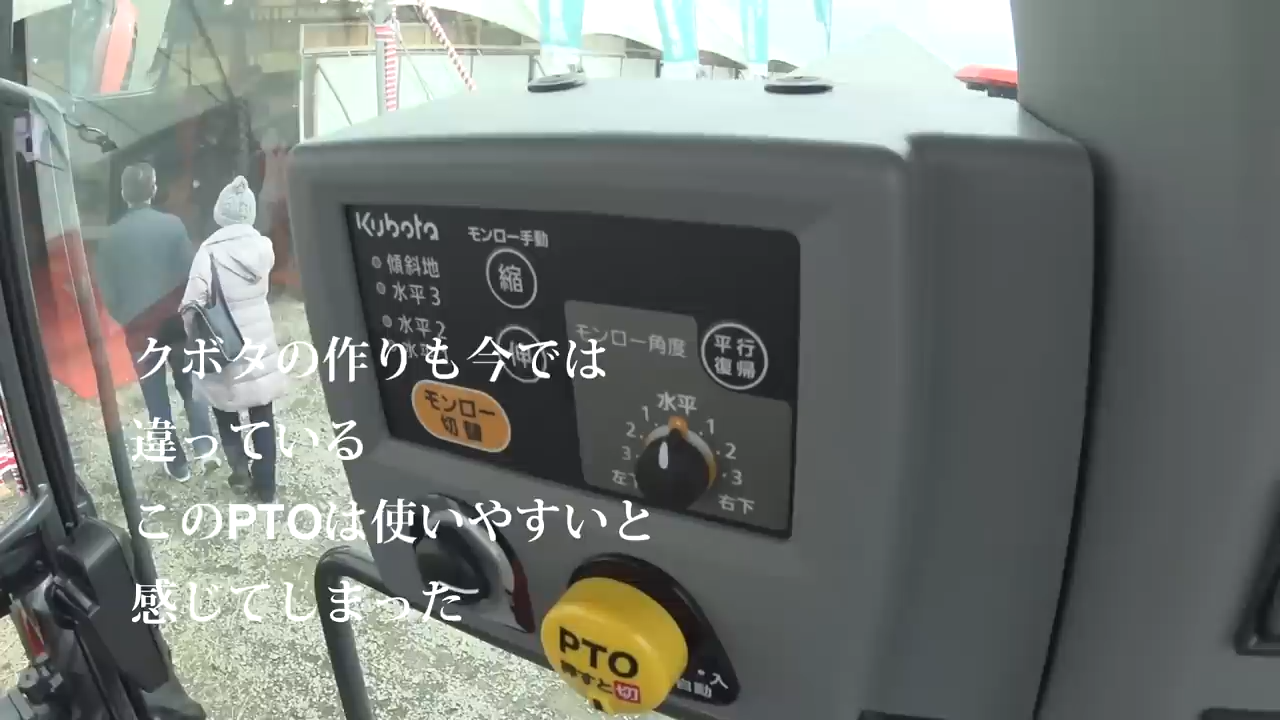 Kubota
モンロー手動
傾斜地
縮
水平3
水平2
モンロー角度
平行
復帰
伸
モンロー
切替
水平
1
1
2
2
3
3
右下
クボタの作りも今では
違っている
このPTOは使いやすいと
感じてしまった
PTO
押すと切
入
自動